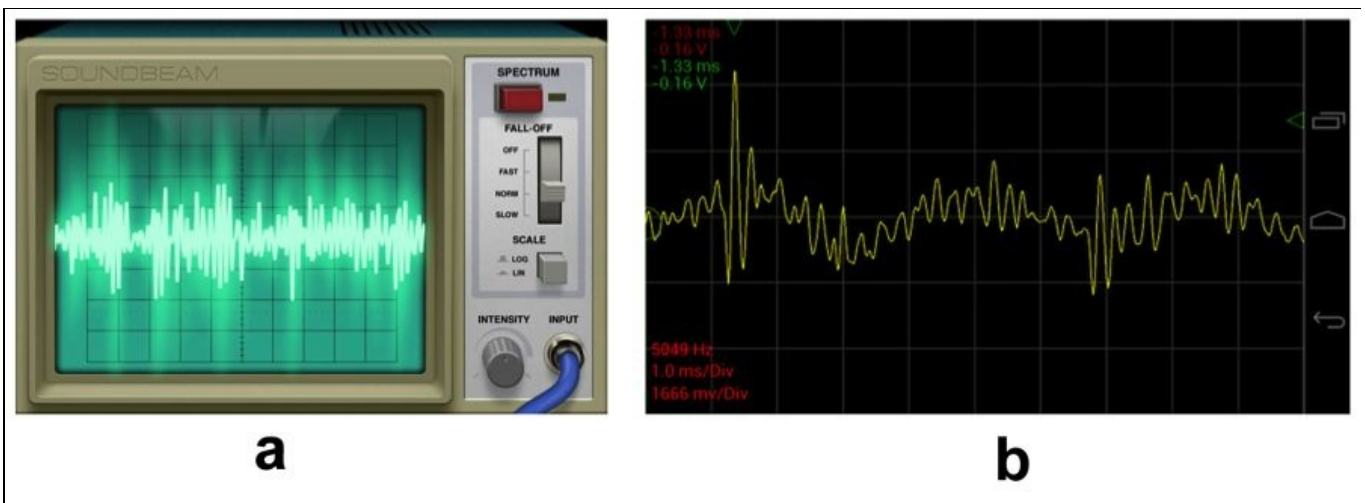 SOUNDBEAM
SPECTRUM
FALL-OFF
OFF
FAST
NORM
SLOW
SCALE
LOG
LIN
INTENSITY
INPUT
-1.33 ms
-0.16 V
-1.33 ms
-0.16 V
5049 Hz
1.0 ms/Div
1666 mv/Div
a
b